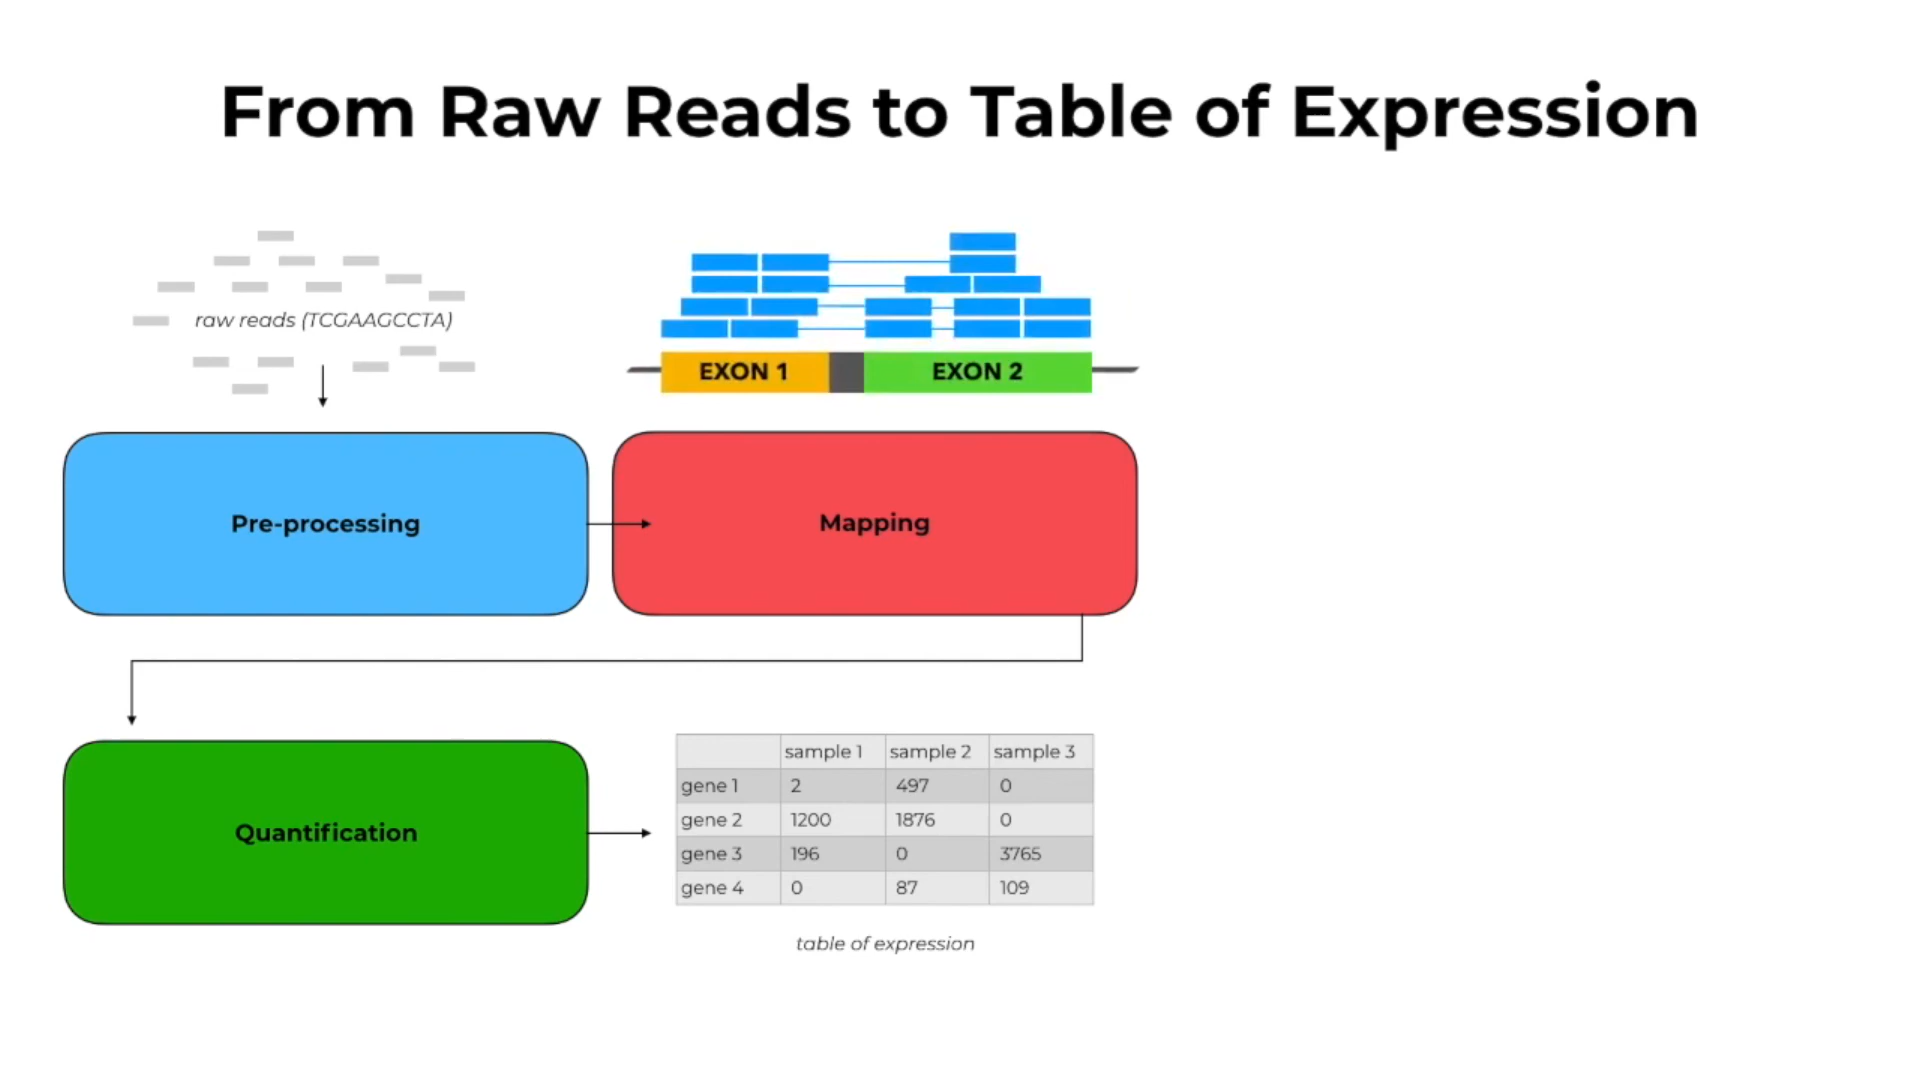 From Raw Reads to Table of Expression
raw reads (TCGAAGCCTA)
EXON 1 EXON 2
Pre-processing
Mapping
Quantification
sample 1 sample 2 sample 3
gene 1 2 497 0
gene 2 1200 1876 0
gene 3 196 0 3765
gene 4 0 87 109
table of expression